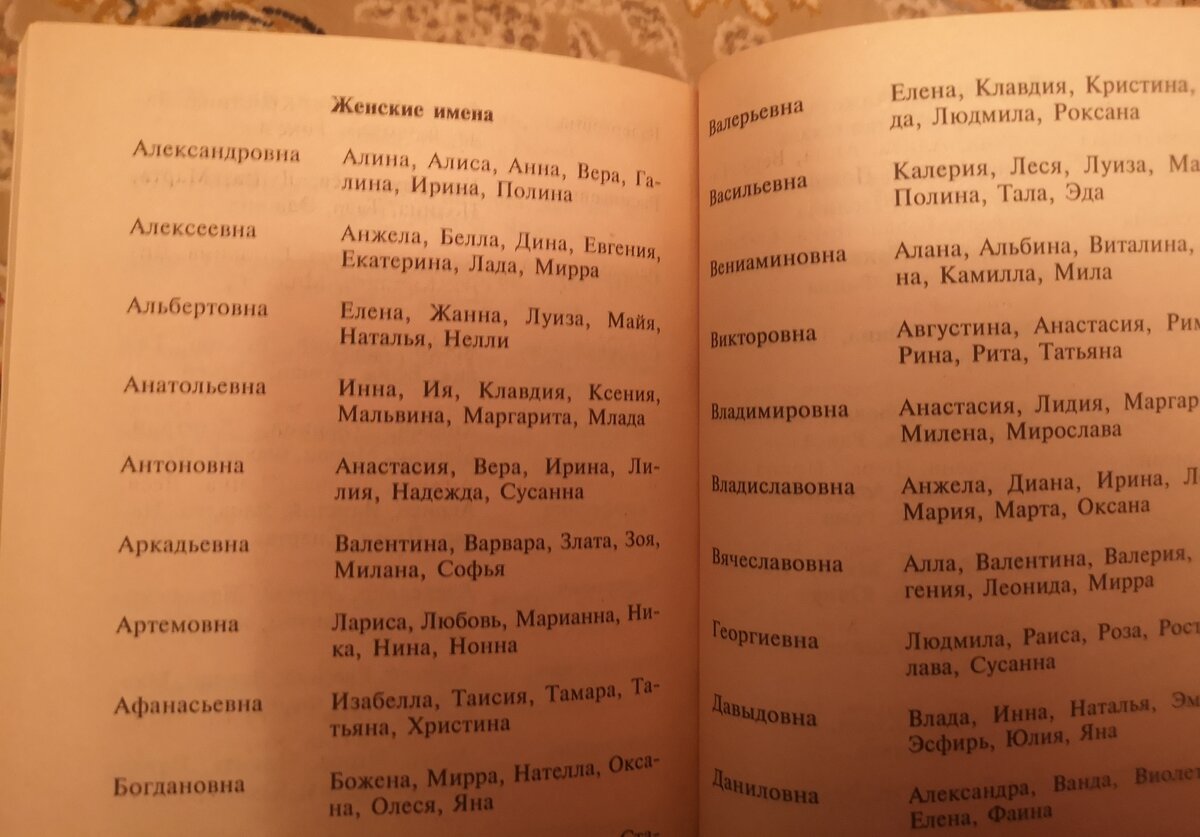 Женские имена
Александровна Алина, Алиса, Анна, Вера, Га-
лина, Ирина, Полина
Алексеевна Анжела, Белла, Дина, Евгения,
Екатерина, Лада, Мирра
Альбертовна Елена, Жанна, Луиза, Майя,
Наталья, Нелли
Анатольевна Инна, Ия, Клавдия, Ксения,
Мальвина, Маргарита, Млада
Антоновна Анастасия, Вера, Ирина, Ли-
лия, Надежда, Сусанна
Аркадьевна Валентина, Варвара, Злата, Зоя,
Милана, Софья
Артемовна Лариса, Любовь, Марианна, Ни-
ка, Нина, Нонна
Афанасьевна Изабелла, Таисия, Тамара, Та-
тьяна, Христина
Богдановна Божена, Мирра, Нателла, Окса-
на, Олеся, Яна
Ста-
Валерьевна Елена, Клавдия, Кристина,
да, Людмила, Роксана
Васильевна Калерия, Леся, Луиза, Ма
Полина, Тала, Эда
Вениаминовна Алана, Альбина, Виталина,
на, Камилла, Мила
Викторовна Августина, Анастасия, Рим
Рина, Рита, Татьяна
Владимировна Анастасия, Лидия, Маргар
Милена, Мирослава
Владиславовна Анжела, Диана, Ирина, Л
Мария, Марта, Оксана
Вячеславовна Алла, Валентина, Валерия,
гения, Леонида, Мирра
Георгиевна Людмила, Раиса, Роза, Рост
лава, Сусанна
Давыдовна Влада, Инна, Наталья, Эм
Эсфирь, Юлия, Яна
Даниловна Александра, Ванда, Виолет
Елена, Фаина